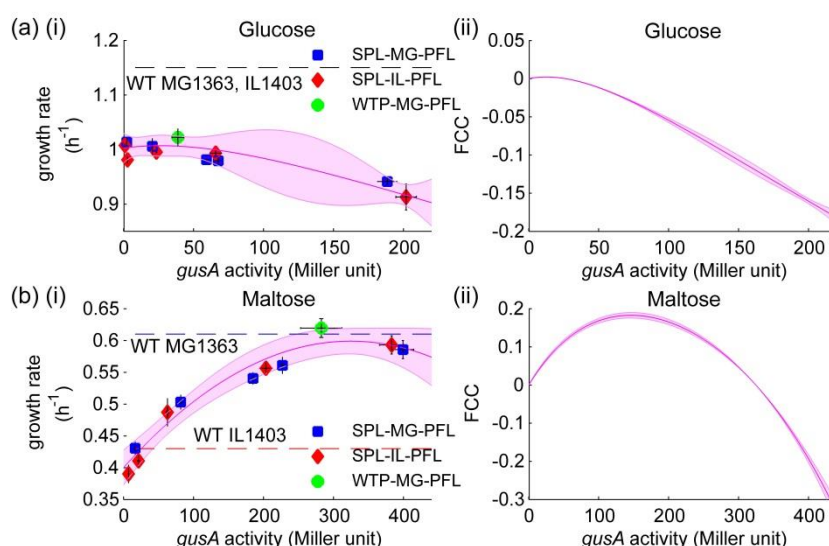 (a) (i) Glucose
1.2
1.1
1
0.9
growth rate
(h⁻¹)
SPL-MG-PFL
SPL-IL-PFL
WTP-MG-PFL
WT MG1363, IL1403
0 50 100 150 200
gusA activity (Miller unit)
(ii) Glucose
0.05
0
-0.05
-0.1
-0.15
-0.2
FCC
0 50 100 150 200
gusA activity (Miller unit)
(b) (i) Maltose
0.65
0.6
0.55
0.5
0.45
0.4
0.35
growth rate
(h⁻¹)
WT MG1363
WT IL1403
SPL-MG-PFL
SPL-IL-PFL
WTP-MG-PFL
0 100 200 300 400
gusA activity (Miller unit)
(ii) Maltose
0.2
0.1
0
-0.1
-0.2
-0.3
FCC
0 100 200 300 400
gusA activity (Miller unit)